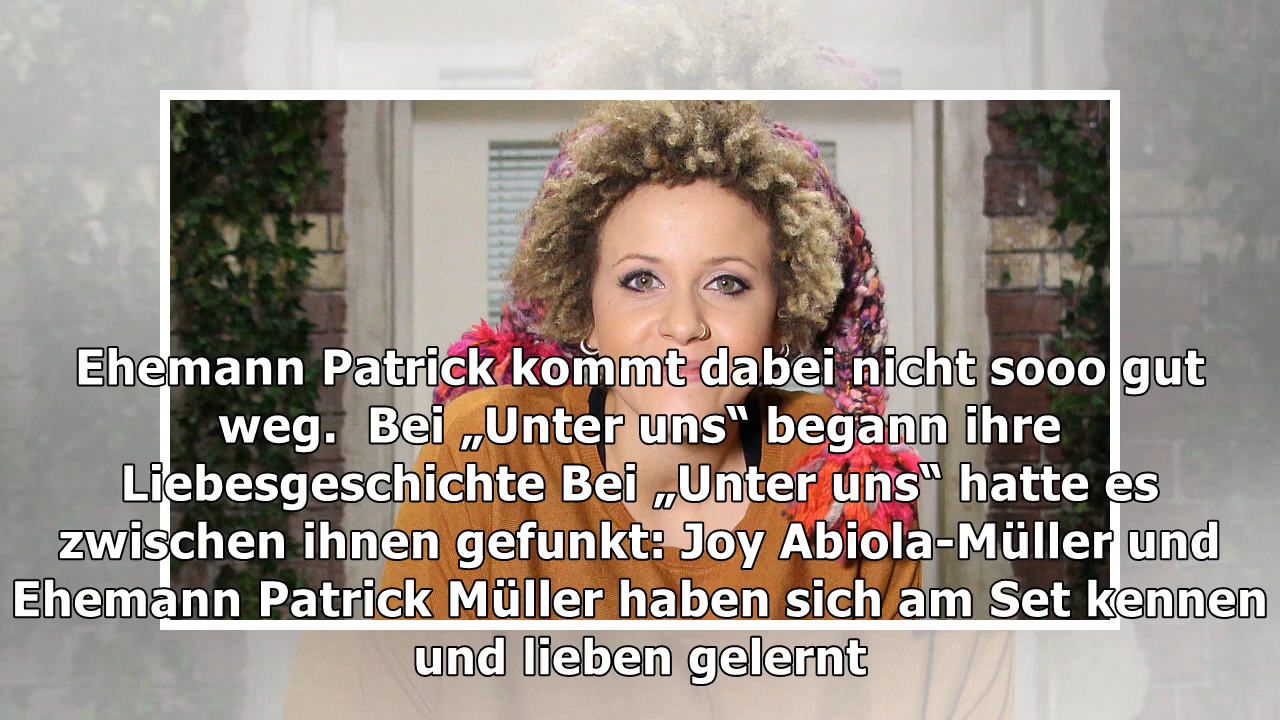 Ehemann Patrick kommt dabei nicht sooo gut
weg.  Bei „Unter uns“ begann ihre
Liebesgeschichte Bei „Unter uns“ hatte es
zwischen ihnen gefunkt: Joy Abiola-Müller und
Ehemann Patrick Müller haben sich am Set kennen
und lieben gelernt